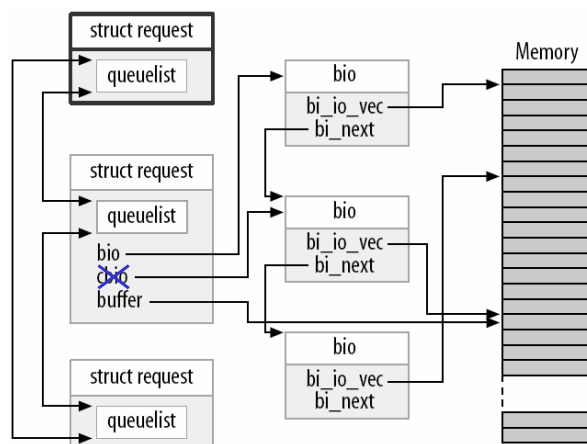 struct request
queuelist
struct request
queuelist
bio
cbio
buffer
struct request
queuelist
bio
bi_io_vec
bi_next
bio
bi_io_vec
bi_next
bio
bi_io_vec
bi_next
Memory